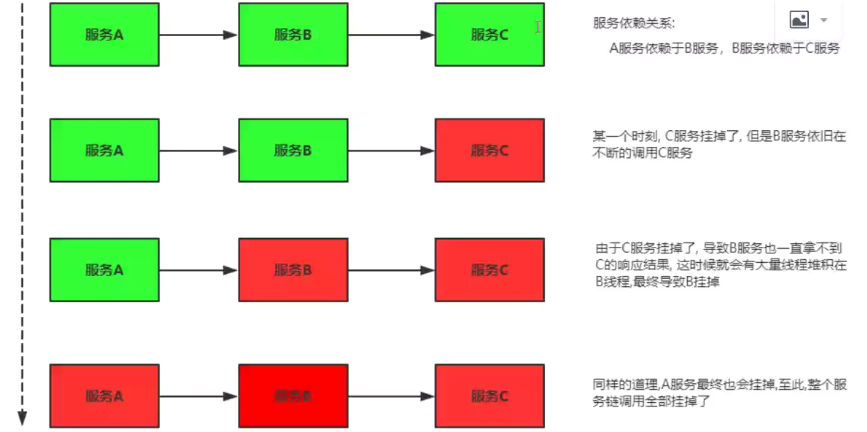 服务A
服务B
服务C
服务依赖关系:
A服务依赖于B服务，B服务依赖于C服务
服务A
服务B
服务C
某一个时刻, C服务挂掉了, 但是B服务依旧在
不断的调用C服务
服务A
服务B
服务C
由于C服务挂掉了, 导致B服务也一直拿不到
C的响应结果, 这时候就会有大量线程堆积在
B线程,最终导致B挂掉
服务A
服务B
服务C
同样的道理,A服务最终也会挂掉,至此,整个服
务链调用全部挂掉了